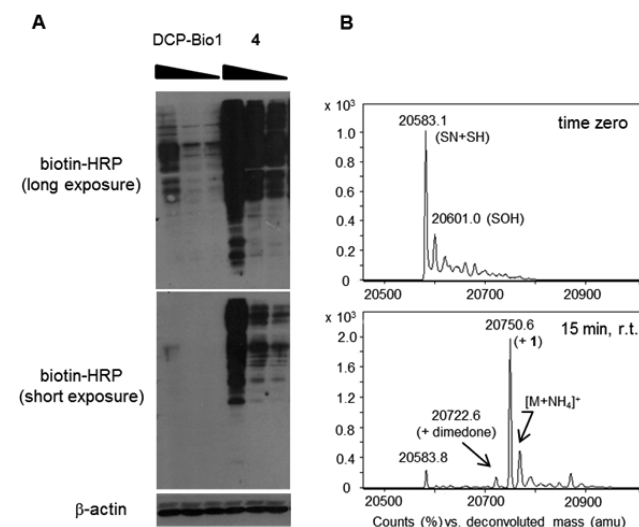 A
DCP-Bio1 4
biotin-HRP
(long exposure)
biotin-HRP
(short exposure)
β-actin
B
x 10³
time zero
20583.1
(SN+SH)
20601.0 (SOH)
1.0
0.8
0.6
0.4
0.2
0
20500 20700 20900
x 10³
15 min, r.t.
20750.6
(+ 1)
[M+NH₄]⁺
20722.6
(+ dimedone)
20583.8
2.0
1.6
1.2
0.8
0.4
0
20500 20700 20900
Counts (%) vs. deconvoluted mass (amu)